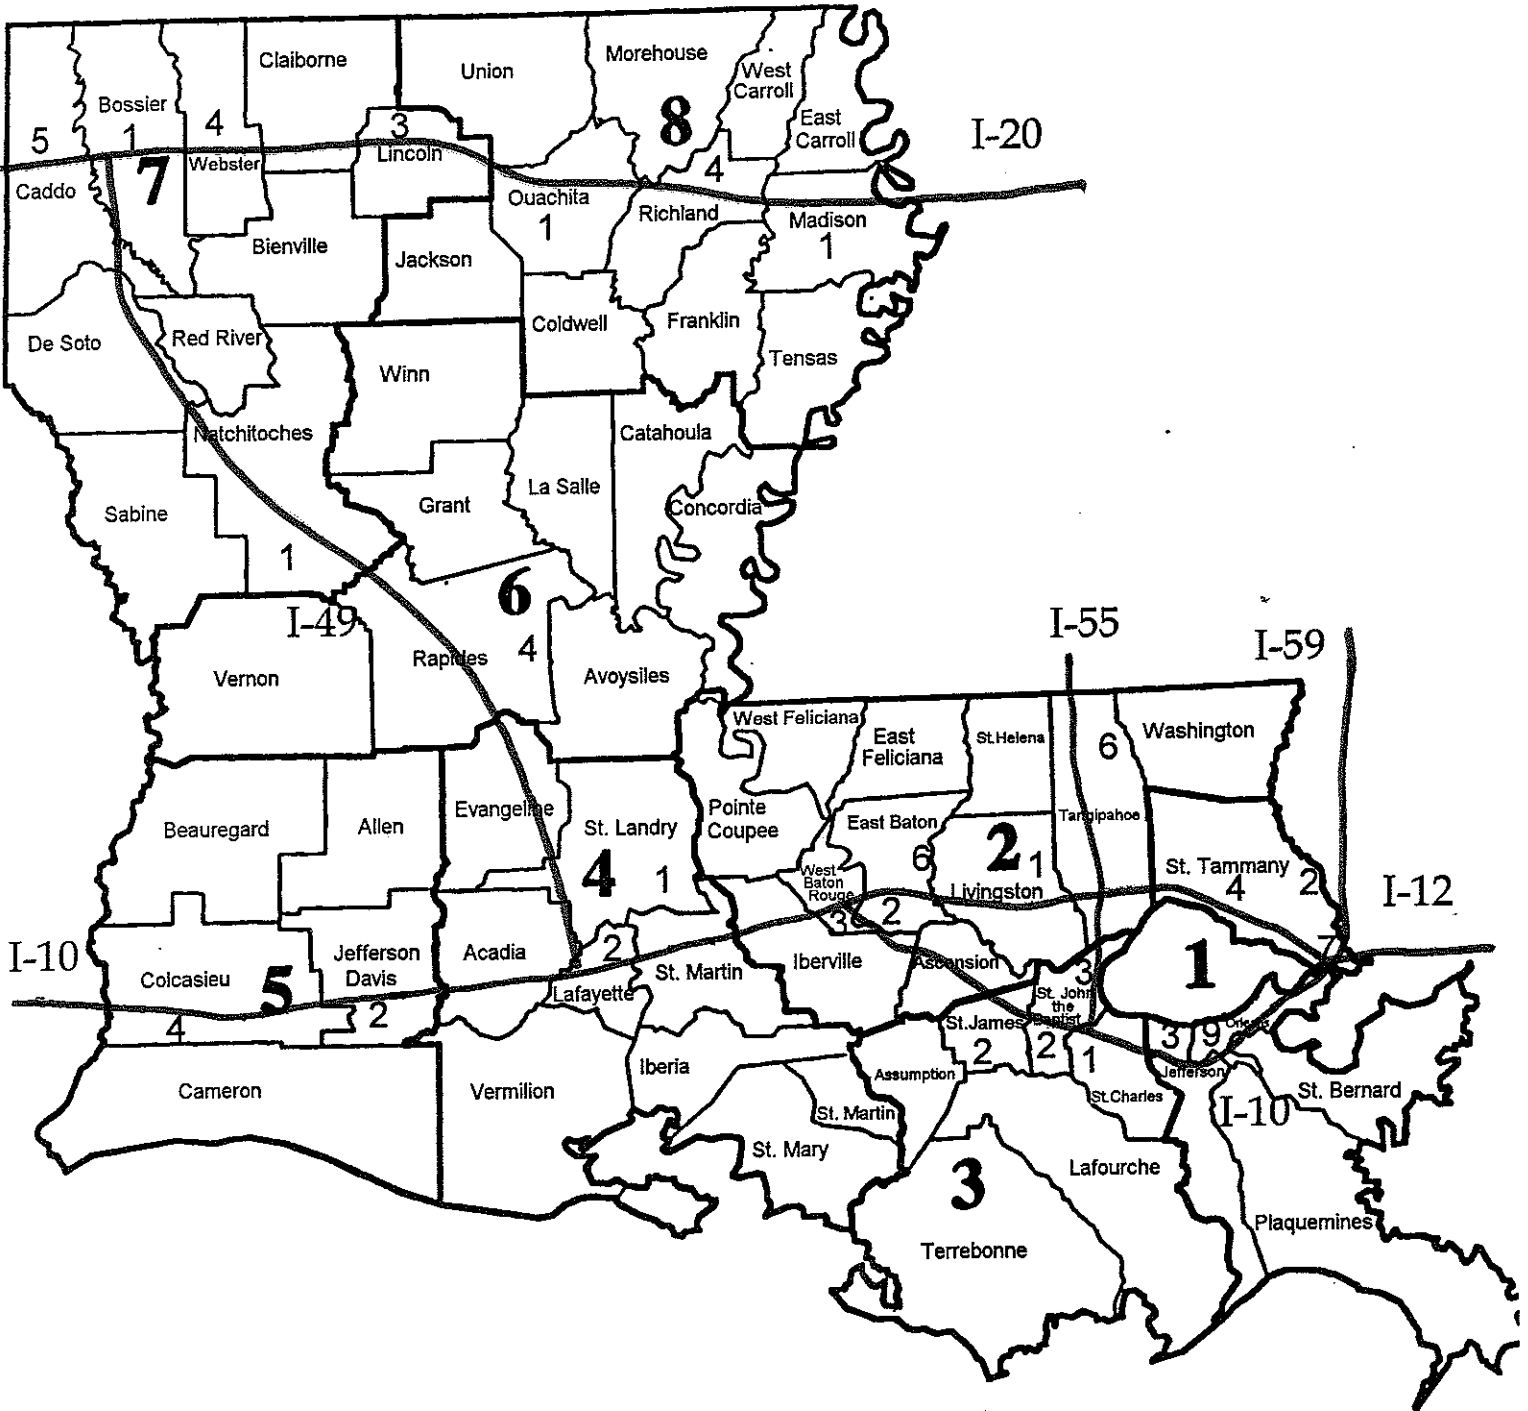 Claiborne
Union
Morehouse
West
Carroll
Bossier
East
Carroll
I-20
5
1
4
3
8
Webster
Lincoln
7
Caddo
4
Ouachita
Richland
Madison
1
1
Bienville
Jackson
De Soto
Red River
Coldwell
Franklin
Tensas
Winn
Natchitoches
Catahoula
La Salle
Sabine
Grant
Concordia
1
6
I-49
I-55
I-59
4
Rapides
Vernon
Avoysiles
West Feliciana
East
Feliciana
St.Helena
6
Washington
Evangeline
Pointe
Coupee
Beauregard
Allen
St. Landry
East Baton
Tangipahoe
4
1
6
2
1
St. Tammany
West
Baton
Rouge
Livingston
4
2
I-12
3
2
I-10
Acadia
2
Jefferson
Davis
Iberville
Ascension
7
Colcasieu
5
St. Martin
1
3
Lafayette
St. John
the
Baptist
4
2
St.James
3
9
Orleans
2
2
1
Iberia
Assumption
Jefferson
Cameron
Vermilion
St.Charles
St. Bernard
St. Martin
I-10
St. Mary
3
Lafourche
Plaquemines
Terrebonne